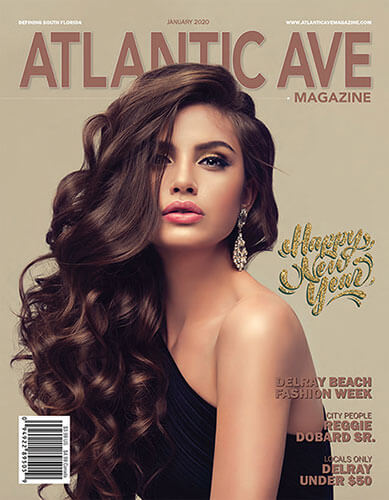 DEFINING SOUTH FLORIDA
JANUARY 2020
WWW.ATLANTICAVEMAGAZINE.COM
ATLANTIC AVE
MAGAZINE
Happy
New
Year
DELRAY BEACH
FASHION WEEK
CITY PEOPLE
REGGIE
DOBARD SR.
LOCALS ONLY
DELRAY
UNDER $50